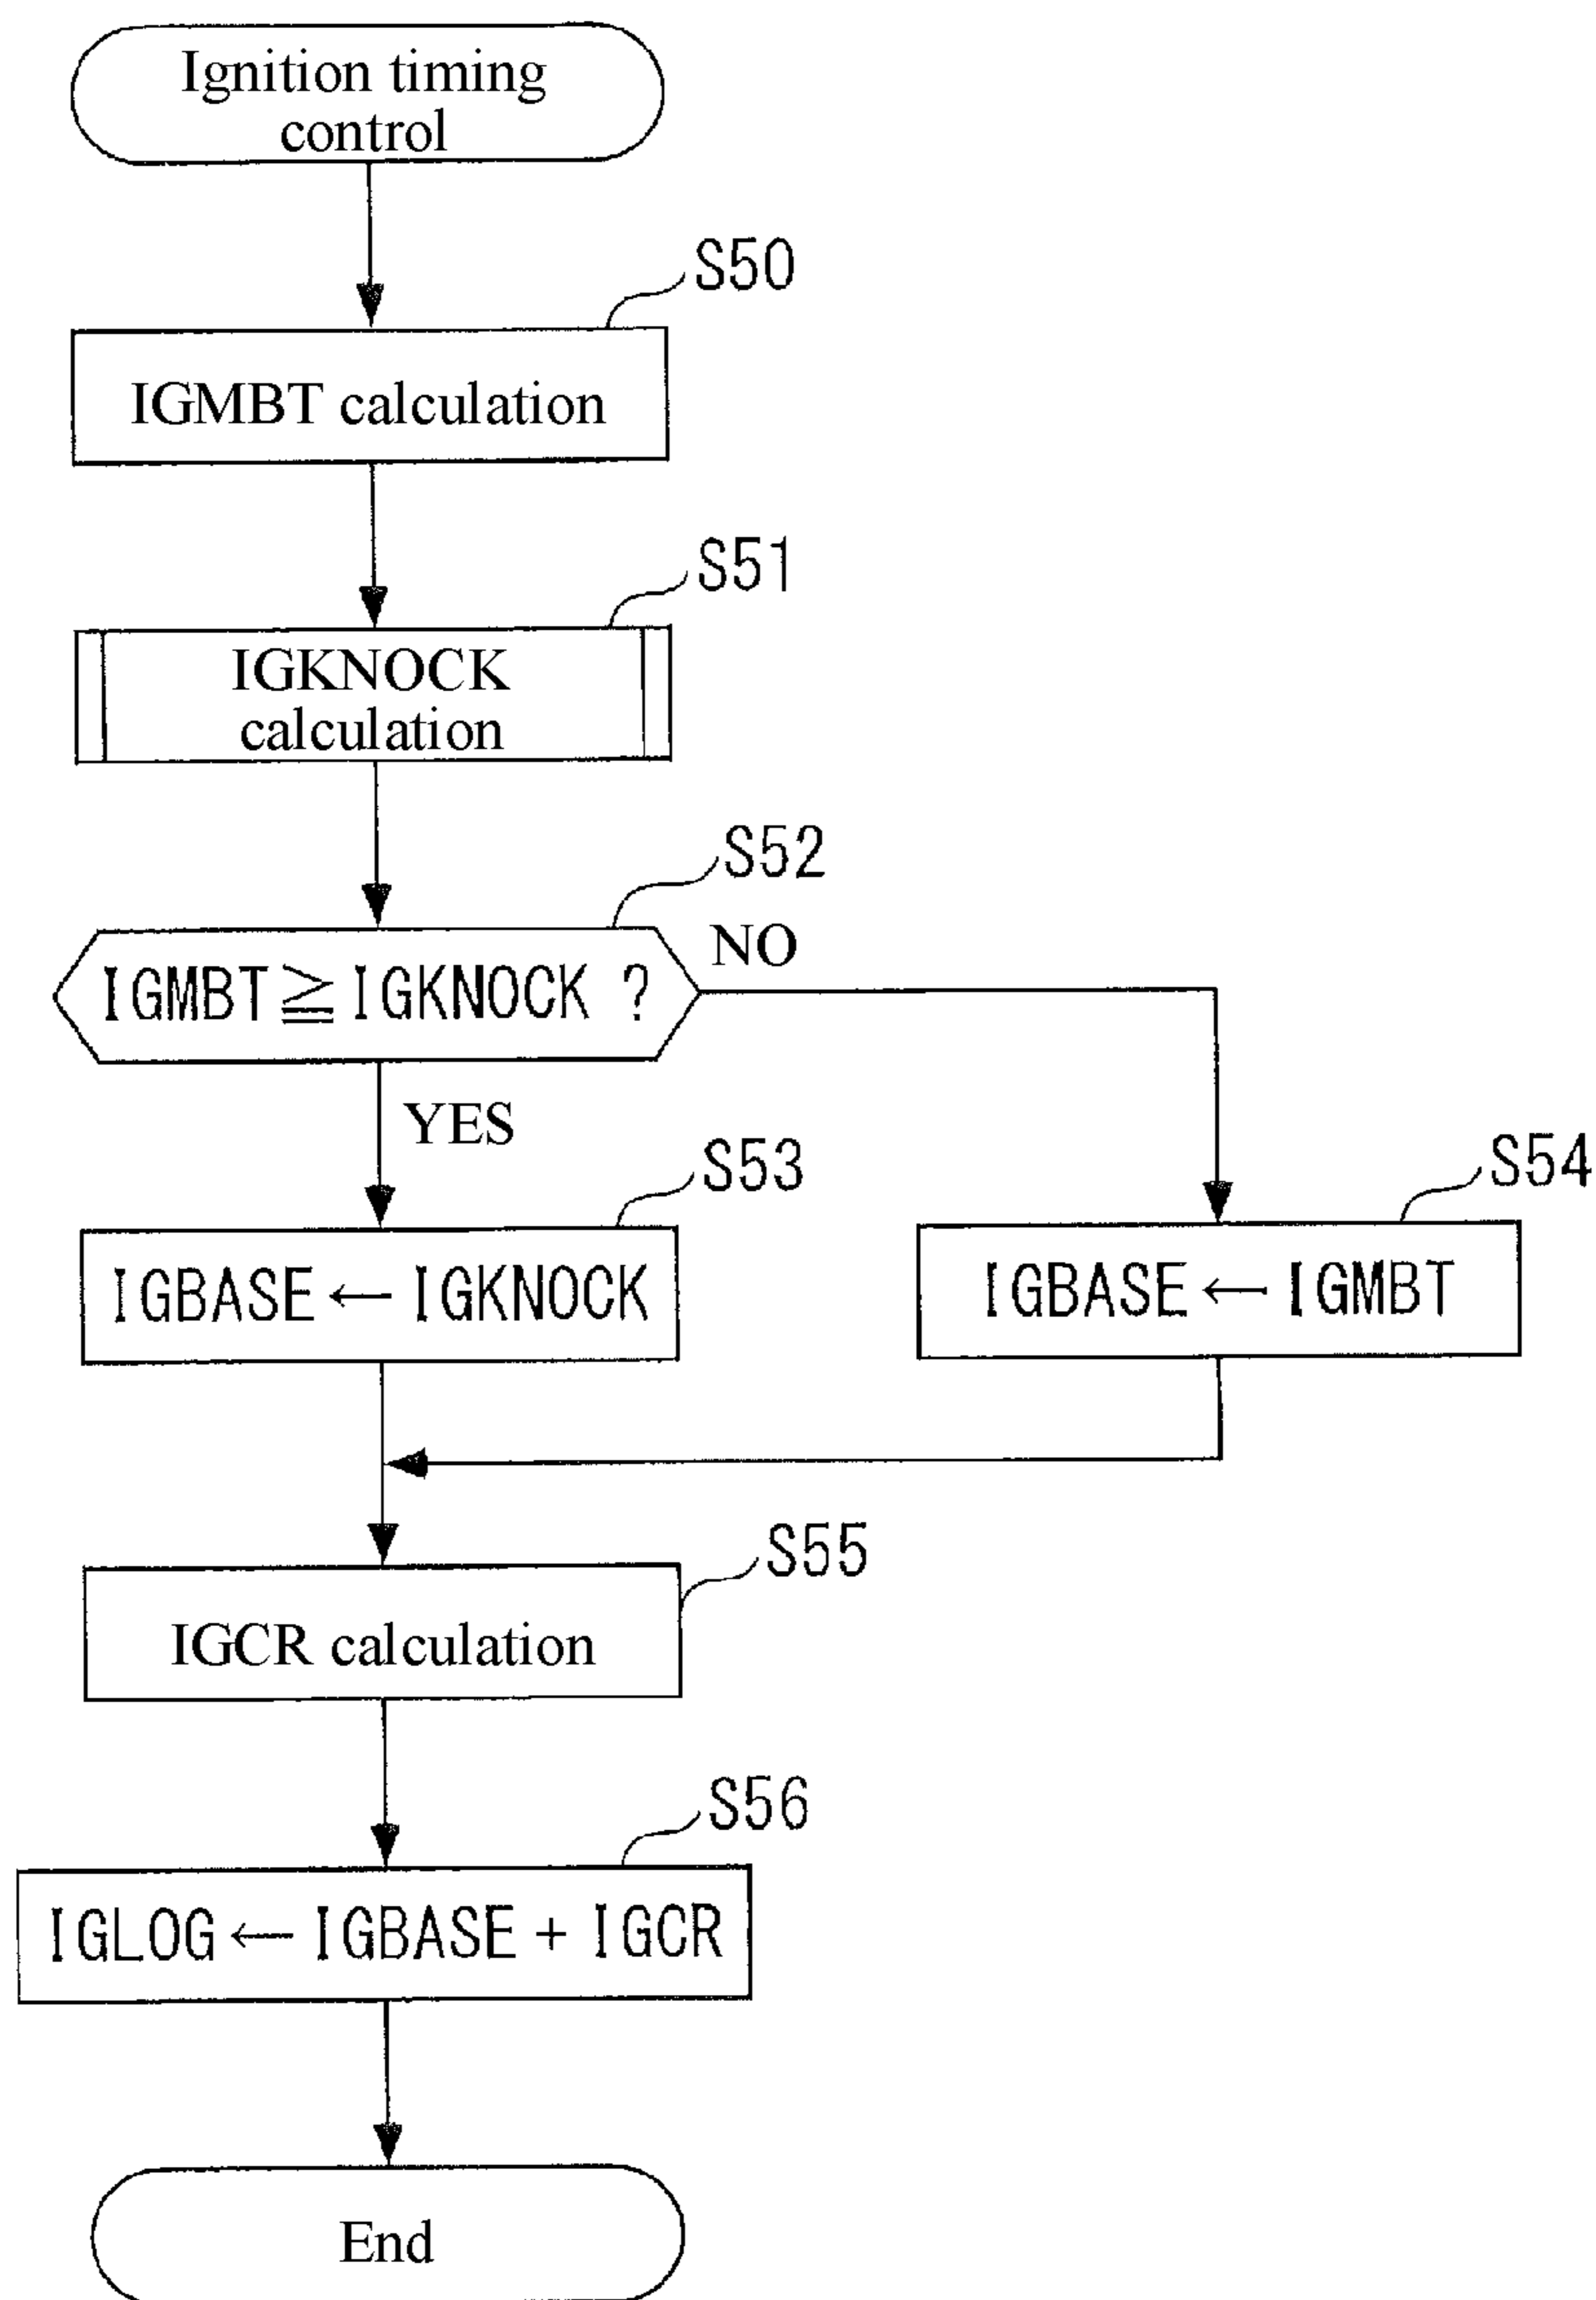 Ignition timing
control
S50
IGMBT calculation
S51
IGKNOCK
calculation
S52
IGMBT≧IGKNOCK ?
NO
YES
S53
IGBASE←IGKNOCK
S54
IGBASE←IGMBT
S55
IGCR calculation
S56
IGLOG←IGBASE + IGCR
End